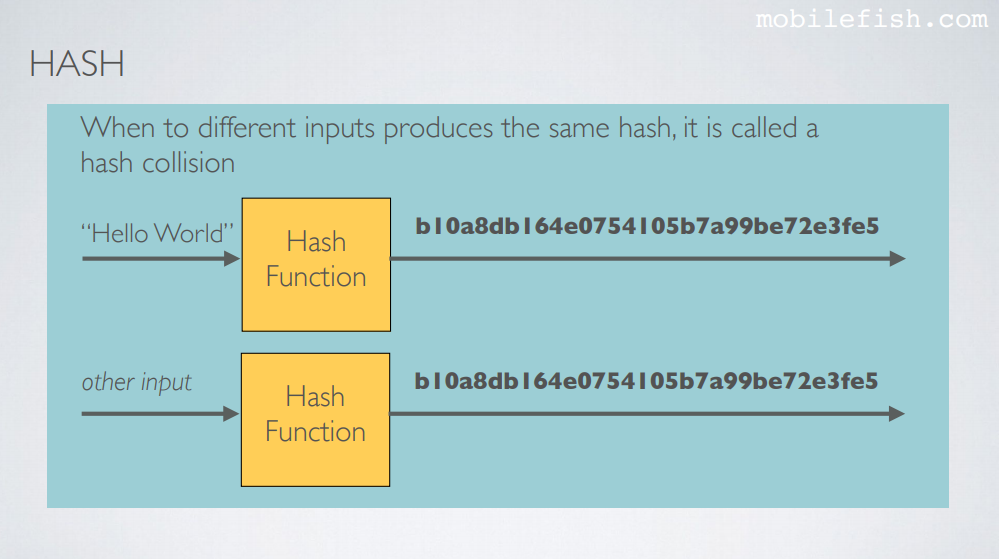 mobilefish.com
HASH
When to different inputs produces the same hash, it is called a
hash collision
“Hello World”
Hash
Function
b10a8db164e0754105b7a99be72e3fe5
other input
Hash
Function
b10a8db164e0754105b7a99be72e3fe5